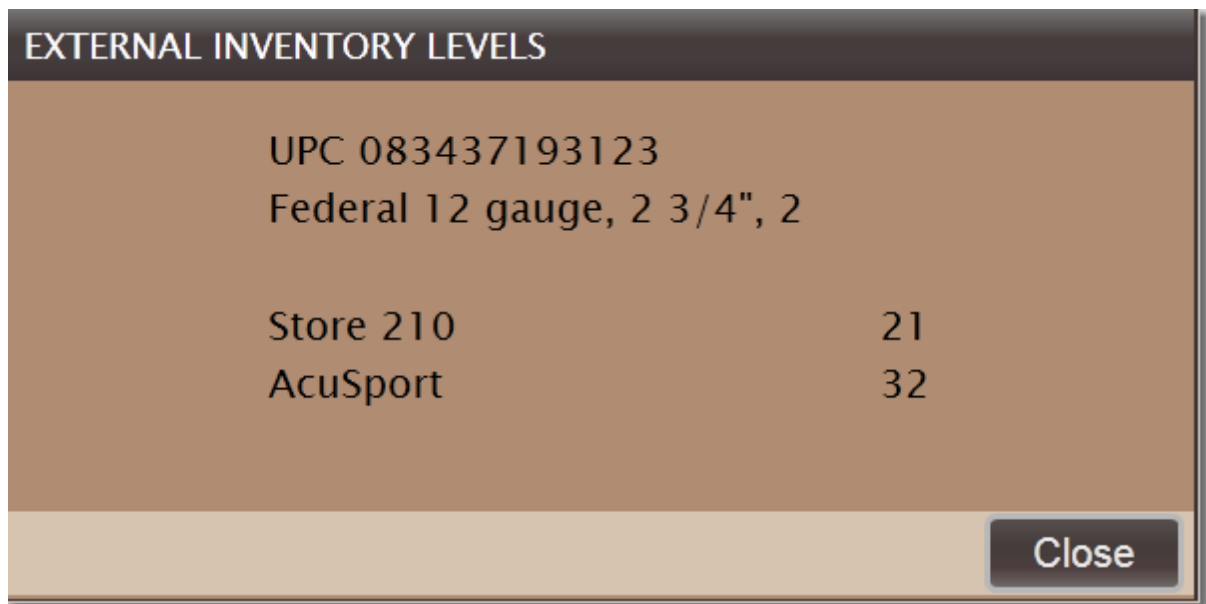 EXTERNAL INVENTORY LEVELS
UPC 083437193123
Federal 12 gauge, 2 3/4", 2
Store 210 21
AcuSport 32
Close